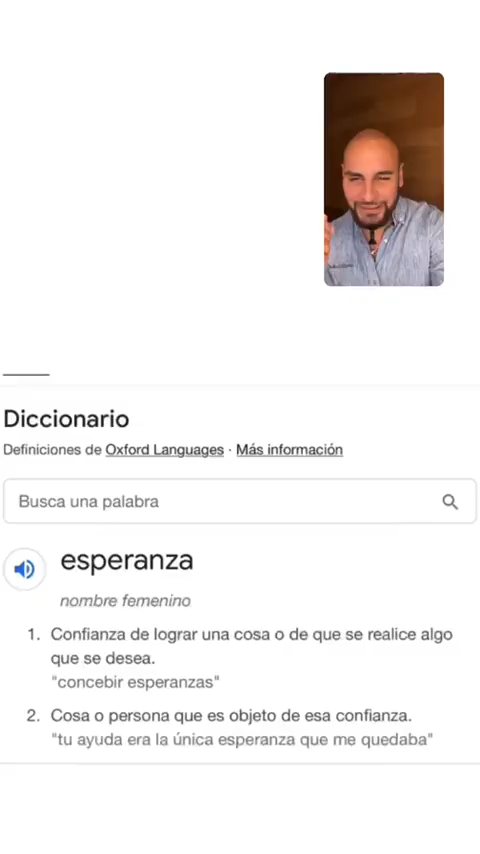 Diccionario
Definiciones de Oxford Languages · Más información
Busca una palabra
esperanza
nombre femenino
1. Confianza de lograr una cosa o de que se realice algo
que se desea.
"concebir esperanzas"
2. Cosa o persona que es objeto de esa confianza.
"tu ayuda era la única esperanza que me quedaba"